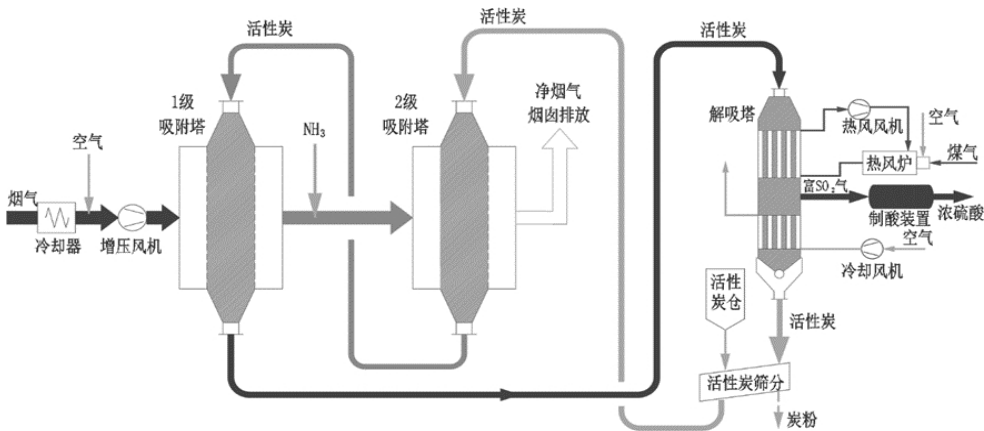 活性炭
活性炭
活性炭
1级
吸附塔
2级
吸附塔
净烟气
烟囱排放
解吸塔
热风风机
空气
空气
NH₃
热风炉
煤气
烟气
富SO₂气
冷却器
增压风机
制酸装置
浓硫酸
空气
冷却风机
活性
炭仓
活性炭
活性炭筛分
炭粉